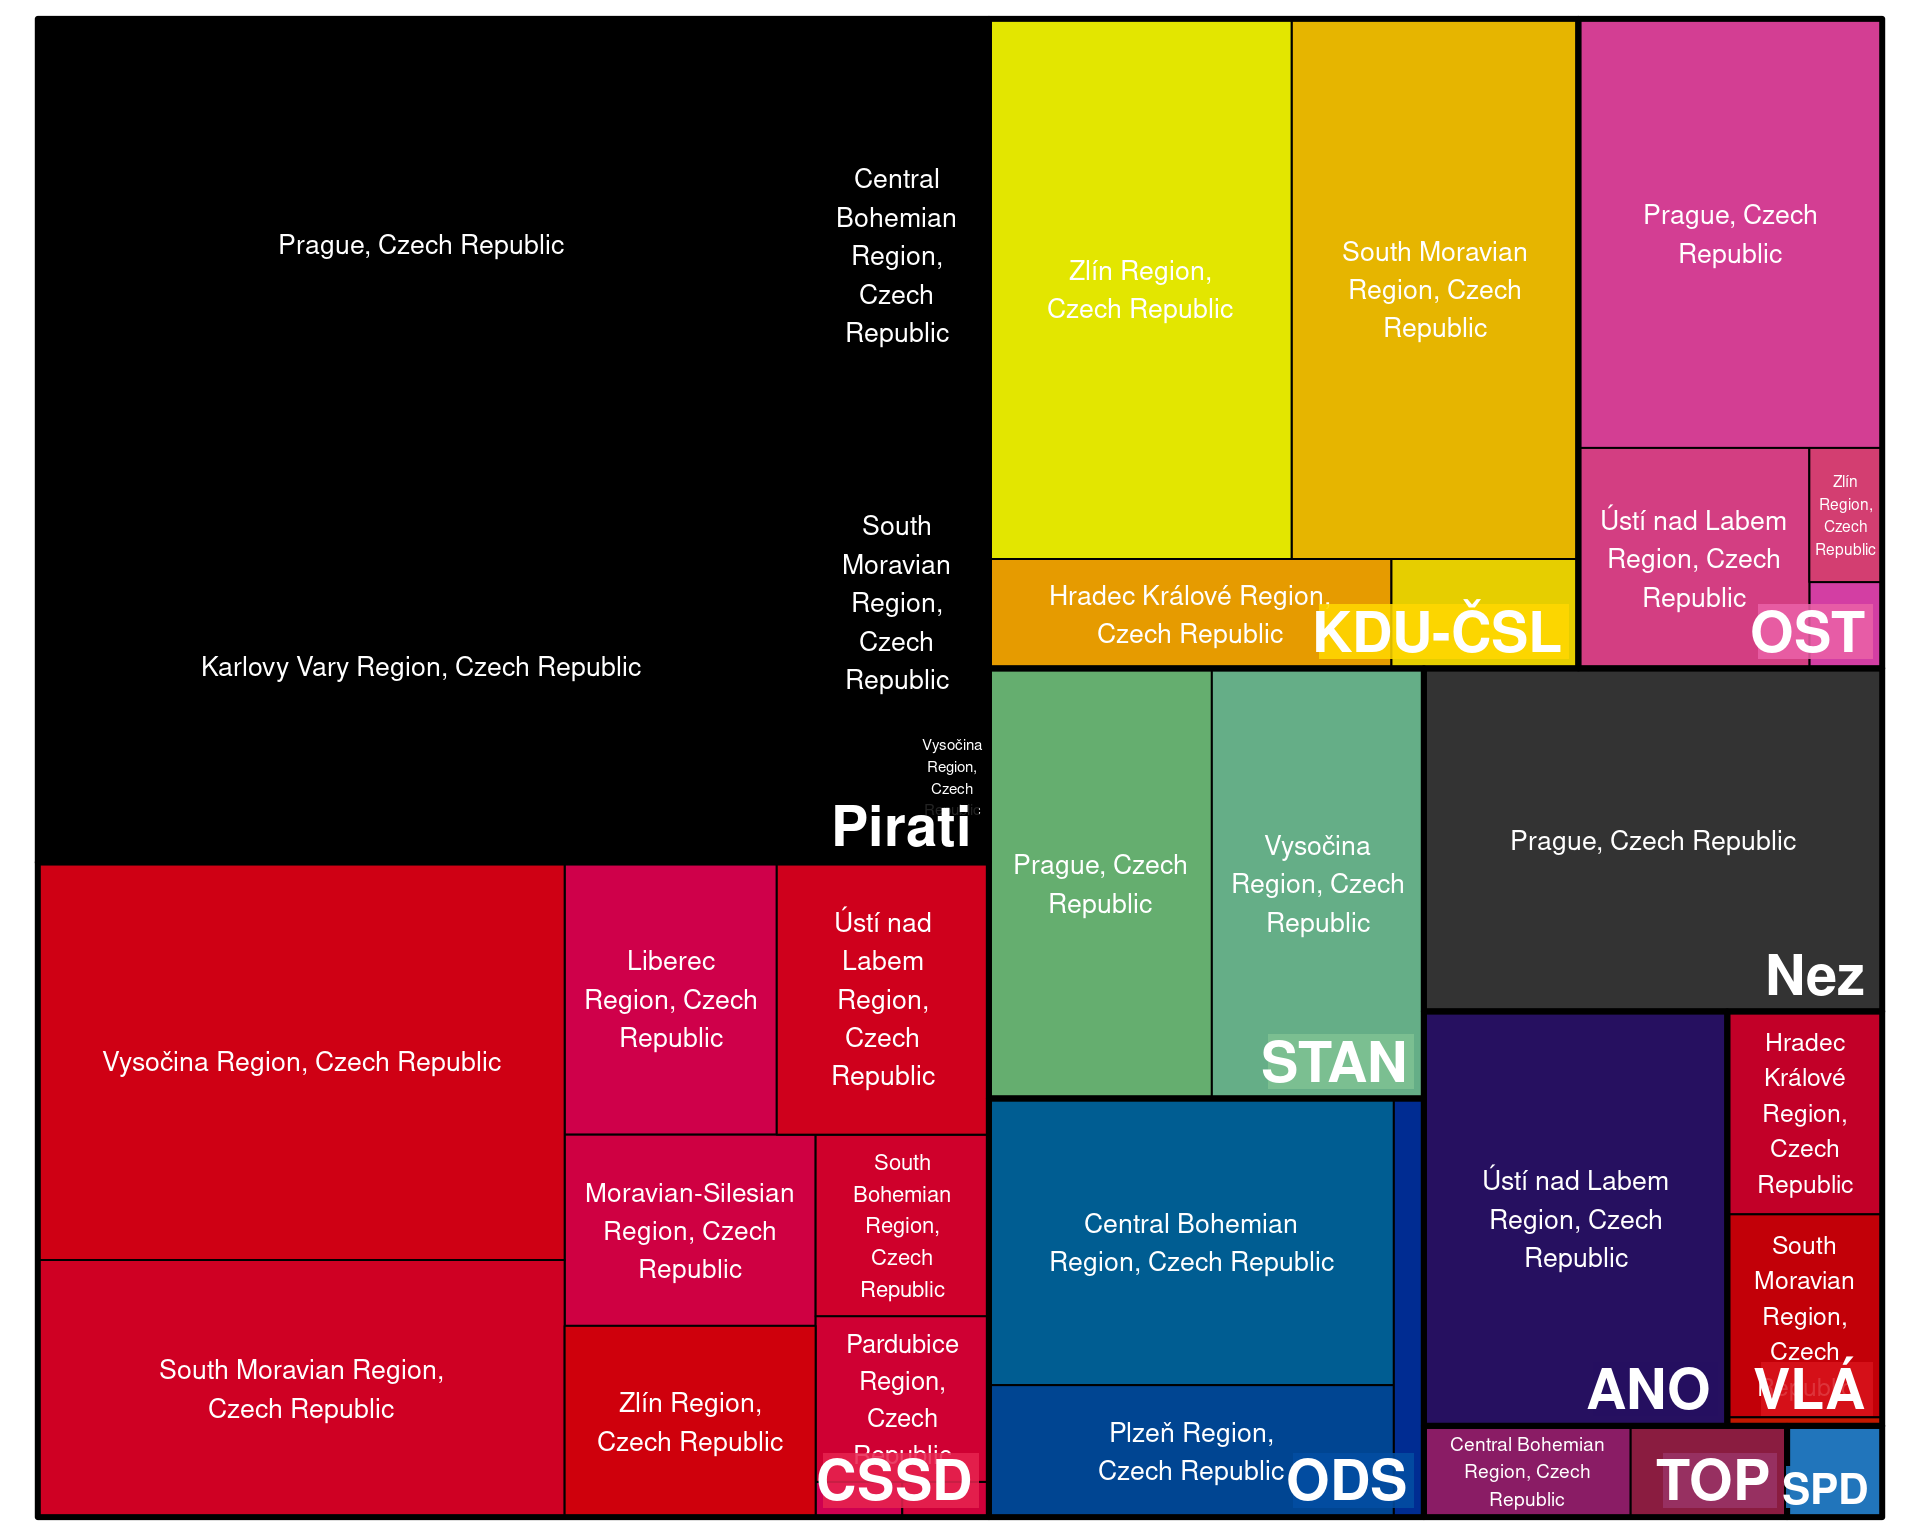 Prague, Czech Republic
Central
Bohemian
Region,
Czech
Republic
Karlovy Vary Region, Czech Republic
South
Moravian
Region,
Czech
Republic
Vysočina
Region,
Czech
Republic
Pirati
Zlín Region,
Czech Republic
South Moravian
Region, Czech
Republic
Hradec Králové Region,
Czech Republic
KDU-ČSL
Prague, Czech
Republic
Ústí nad Labem
Region, Czech
Republic
Zlín
Region,
Czech
Republic
OST
Vysočina Region, Czech Republic
South Moravian Region,
Czech Republic
Liberec
Region, Czech
Republic
Ústí nad
Labem
Region,
Czech
Republic
Moravian-Silesian
Region, Czech
Republic
South
Bohemian
Region,
Czech
Republic
Zlín Region,
Czech Republic
Pardubice
Region,
Czech
Republic
CSSD
Prague, Czech
Republic
Vysočina
Region, Czech
Republic
STAN
Prague, Czech Republic
Nez
Central Bohemian
Region, Czech Republic
Plzeň Region,
Czech Republic
ODS
Ústí nad Labem
Region, Czech
Republic
ANO
Hradec
Králové
Region,
Czech
Republic
South
Moravian
Region,
Czech
Republic
VLÁ
Central Bohemian
Region, Czech
Republic
TOP
SPD